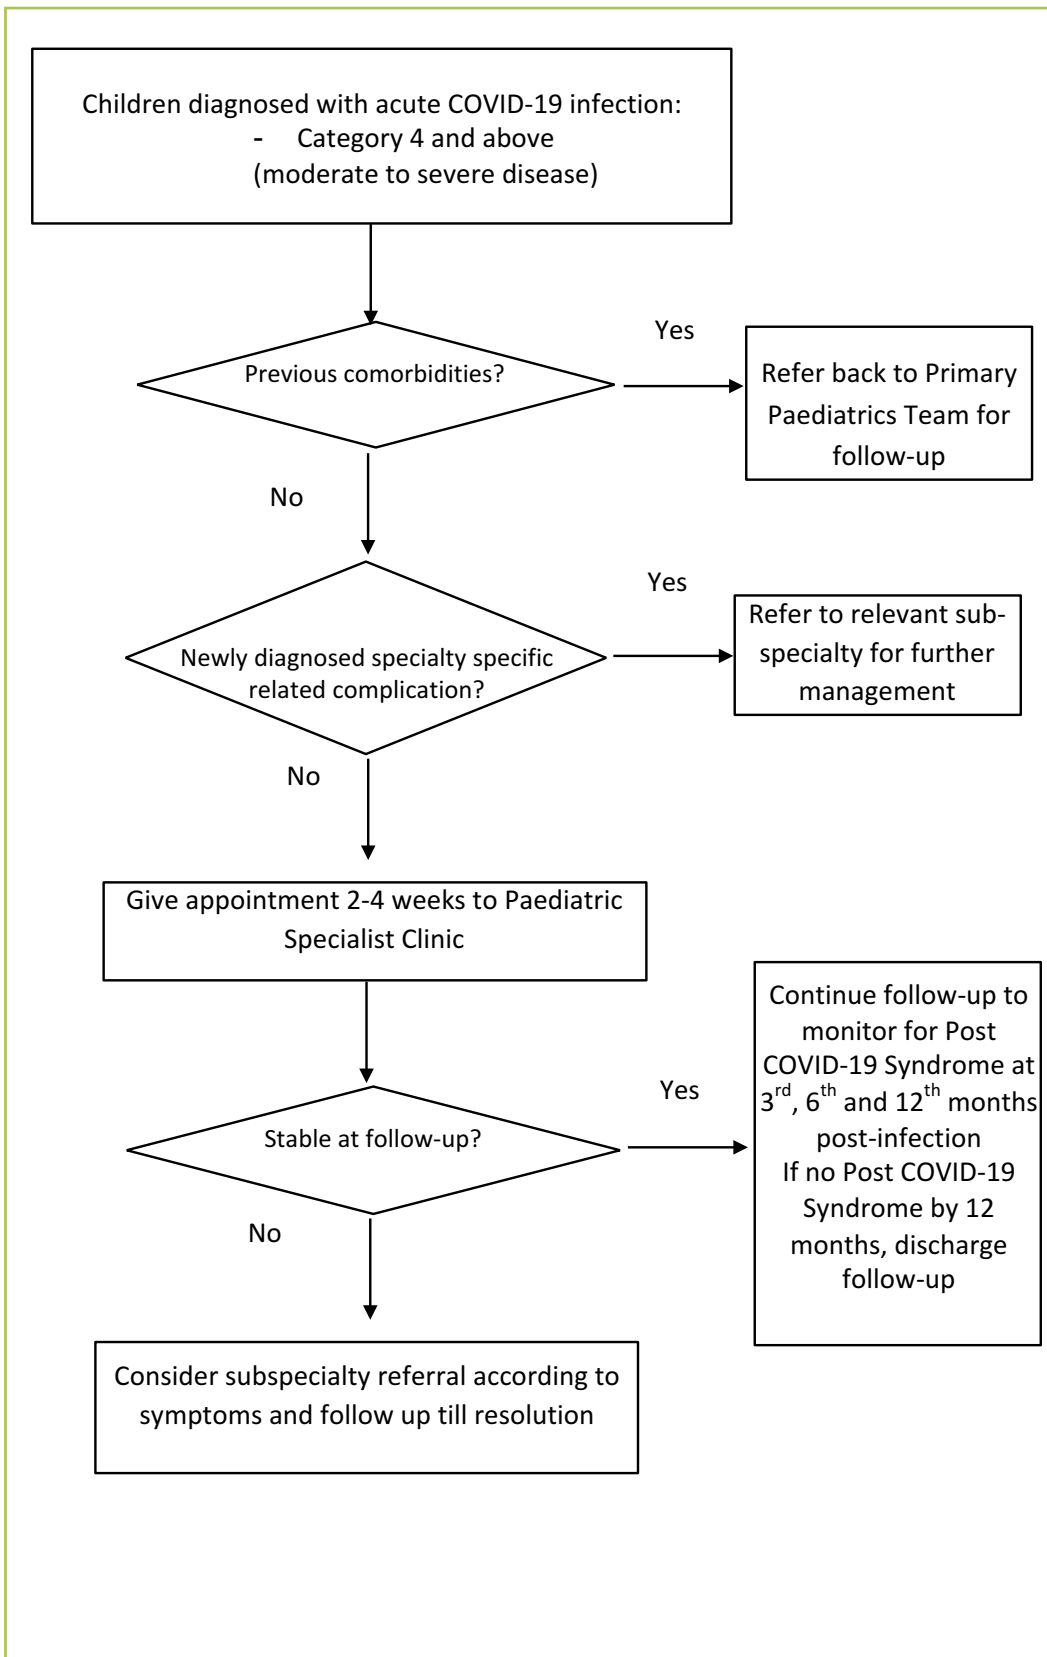 Children diagnosed with acute COVID-19 infection:
- Category 4 and above
(moderate to severe disease)
Previous comorbidities?
Yes
Refer back to Primary
Paediatrics Team for
follow-up
No
Newly diagnosed specialty specific
related complication?
Yes
Refer to relevant sub-
specialty for further
management
No
Give appointment 2-4 weeks to Paediatric
Specialist Clinic
Stable at follow-up?
Yes
Continue follow-up to
monitor for Post
COVID-19 Syndrome at
3rd, 6th and 12th months
post-infection
If no Post COVID-19
Syndrome by 12
months, discharge
follow-up
No
Consider subspecialty referral according to
symptoms and follow up till resolution